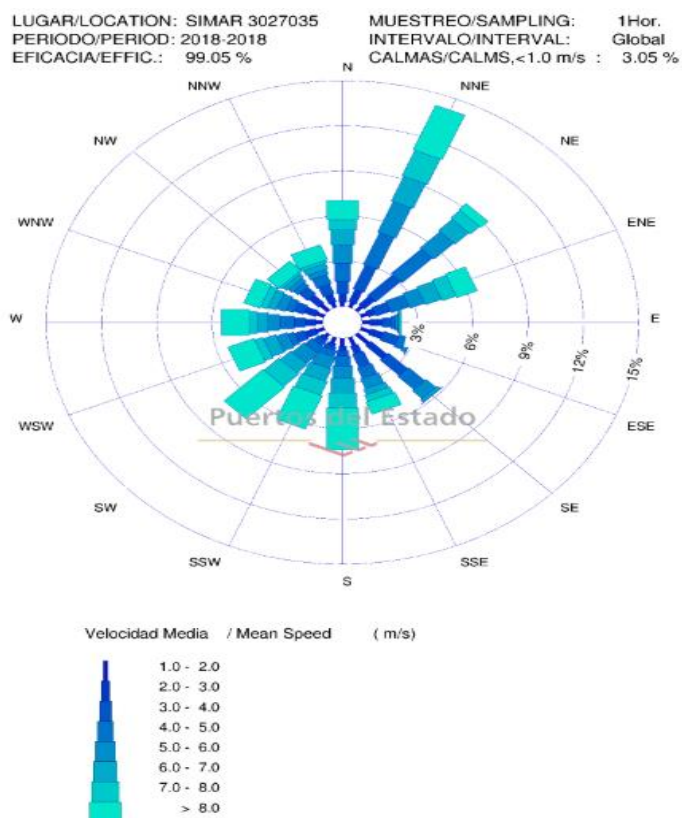 LUGAR/LOCATION: SIMAR 3027035 MUESTREO/SAMPLING: 1Hor.
PERIODO/PERIOD: 2018-2018 INTERVALO/INTERVAL: Global
EFICACIA/EFFIC.: 99.05 % CALMAS/CALMS,<1.0 m/s : 3.05 %
N
NNW NNE
NW NE
WNW ENE
W 3% 6% 9% 12% 15% E
Puertos del Estado
WSW ESE
SW SE
SSW SSE
S
Velocidad Media / Mean Speed ( m/s)
1.0 - 2.0
2.0 - 3.0
3.0 - 4.0
4.0 - 5.0
5.0 - 6.0
6.0 - 7.0
7.0 - 8.0
> 8.0